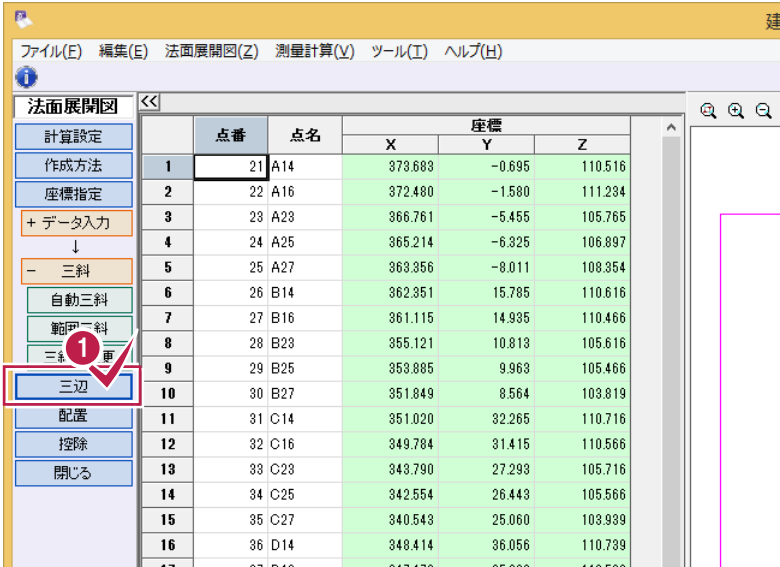 建
ファイル(F) 編集(E) 法面展開図(Z) 測量計算(V) ツール(T) ヘルプ(H)
法面展開図 <<
計算設定
作成方法
座標指定
+ データ入力
↓
− 三斜
自動三斜
範囲三斜
1
三辺
配置
控除
閉じる
点番 点名 座標
X Y Z
1 21 A14 373.683 -0.695 110.516
2 22 A16 372.480 -1.580 111.234
3 23 A23 366.761 -5.455 105.765
4 24 A25 365.214 -6.325 106.897
5 25 A27 363.356 -8.011 108.354
6 26 B14 362.351 15.785 110.616
7 27 B16 361.115 14.935 110.466
8 28 B23 355.121 10.813 105.616
9 29 B25 353.885 9.963 105.466
10 30 B27 351.849 8.564 103.819
11 31 C14 351.020 32.265 110.716
12 32 C16 349.784 31.415 110.566
13 33 C23 343.790 27.293 105.716
14 34 C25 342.554 26.443 105.566
15 35 C27 340.543 25.060 103.939
16 36 D14 348.414 36.056 110.739